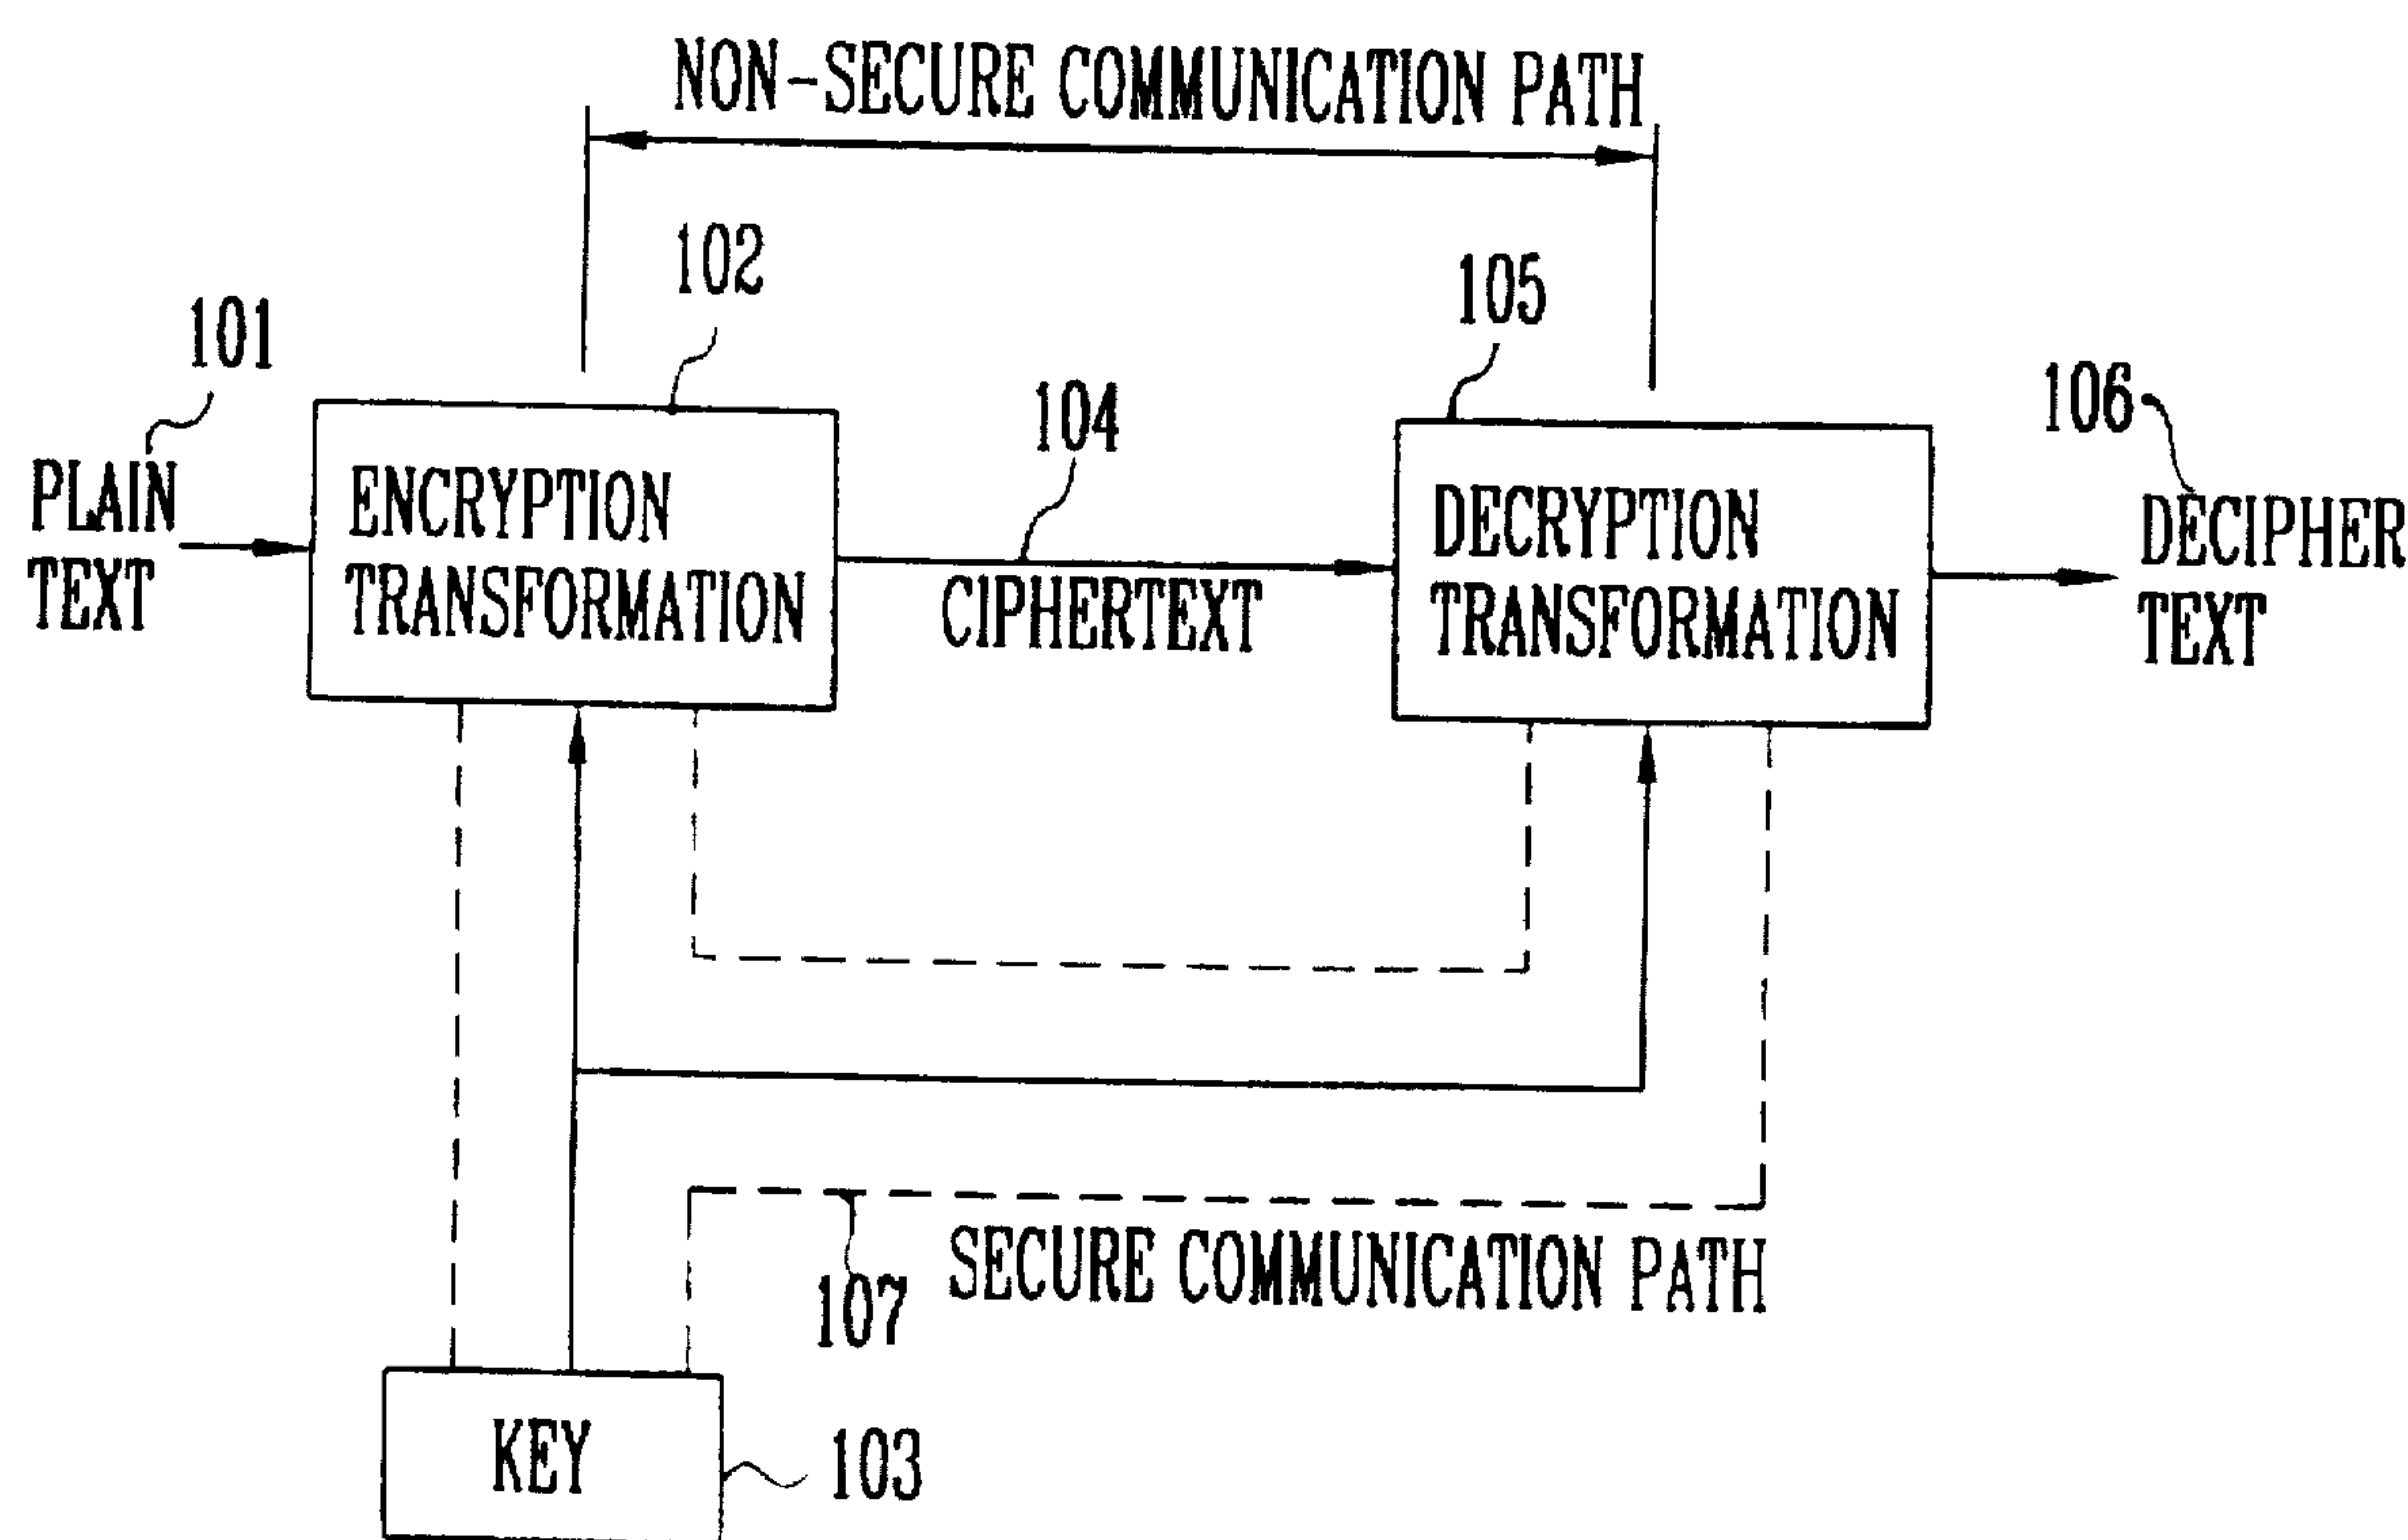 NON-SECURE COMMUNICATION PATH
102
105
101
106
104
PLAIN
TEXT
ENCRYPTION
TRANSFORMATION
CIPHERTEXT
DECRYPTION
TRANSFORMATION
DECIPHER
TEXT
SECURE COMMUNICATION PATH
107
KEY
103